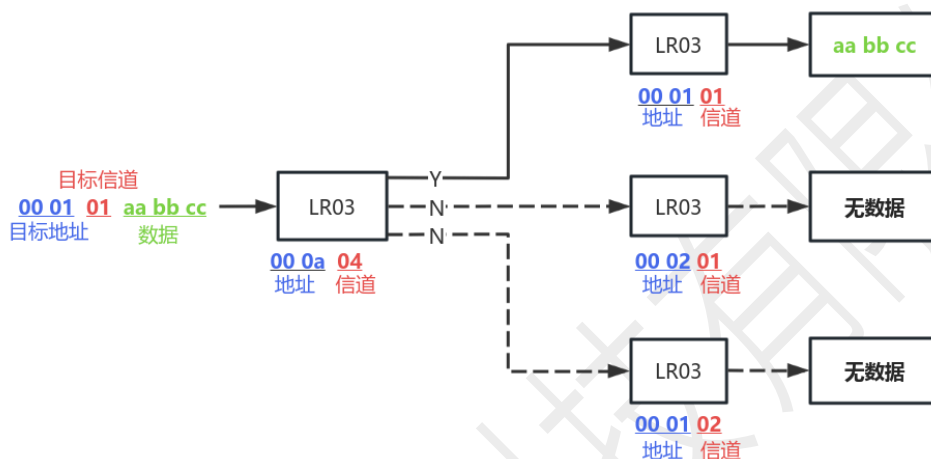 LR03
aa bb cc
00 01 01
地址 信道
目标信道
00 01 01 aa bb cc
目标地址 数据
LR03
00 0a 04
地址 信道
Y
N
N
LR03
无数据
00 02 01
地址 信道
LR03
无数据
00 01 02
地址 信道
技有限